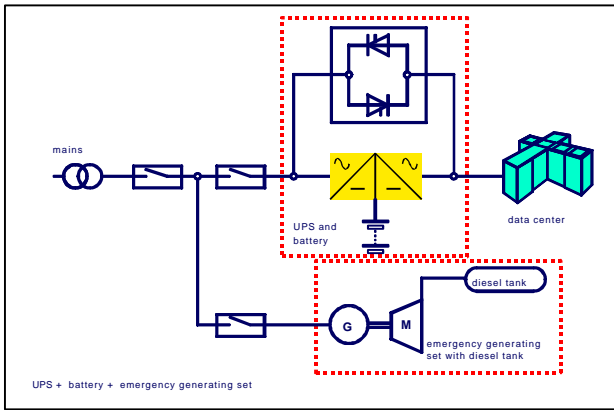 mains
UPS and
battery
data center
diesel tank
G
M
emergency generating
set with diesel tank
UPS + battery + emergency generating set